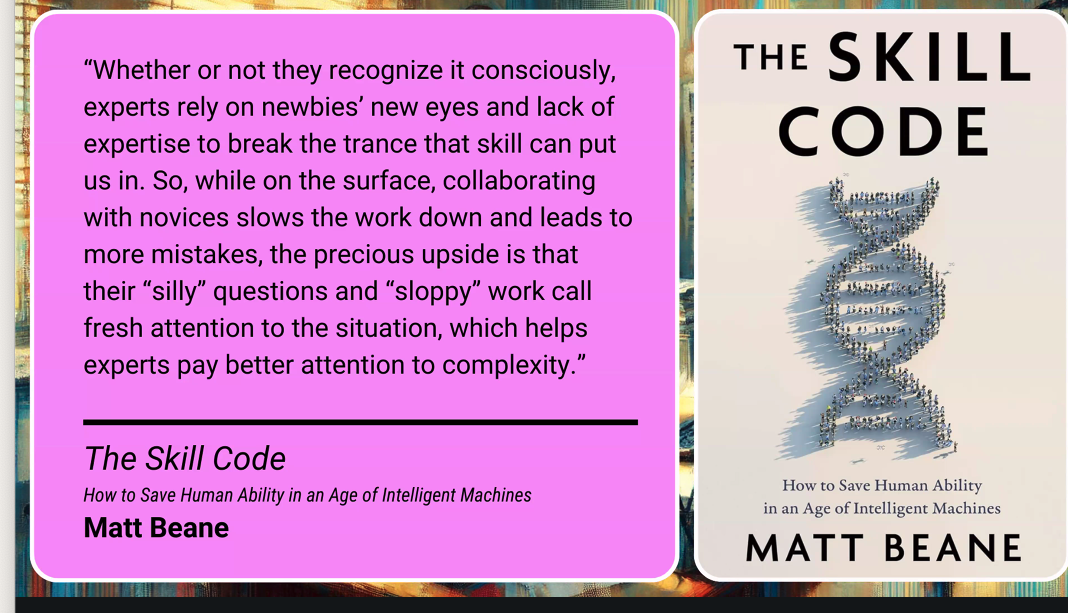 “Whether or not they recognize it consciously,
experts rely on newbies’ new eyes and lack of
expertise to break the trance that skill can put
us in. So, while on the surface, collaborating
with novices slows the work down and leads to
more mistakes, the precious upside is that
their “silly” questions and “sloppy” work call
fresh attention to the situation, which helps
experts pay better attention to complexity.”
The Skill Code
How to Save Human Ability in an Age of Intelligent Machines
Matt Beane
THE SKILL
CODE
How to Save Human Ability
in an Age of Intelligent Machines
MATT BEANE